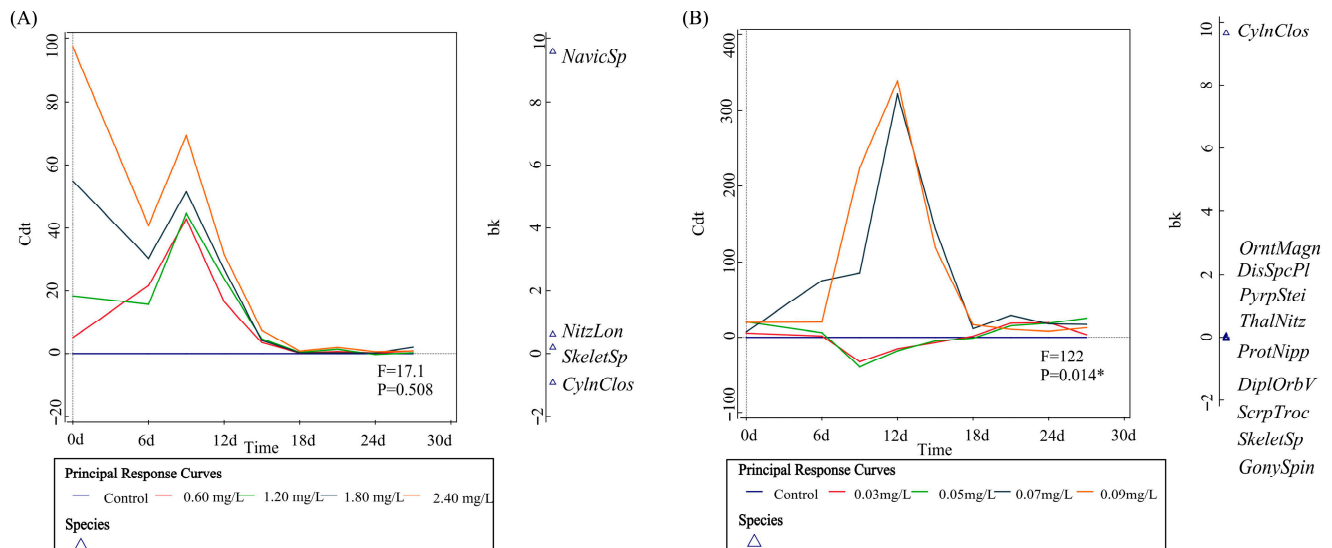 (A)
100
80
60
40
20
0
−20
Cdt
0d 6d 12d 18d 24d 30d
Time
F=17.1
P=0.508
10
8
6
4
2
0
−2
bk
NavicSp
NitzLon
SkeletSp
CylnClos
Principal Response Curves
Control 0.60 mg/L 1.20 mg/L 1.80 mg/L 2.40 mg/L
Species
(B)
400
300
200
100
0
−100
Cdt
0d 6d 12d 18d 24d 30d
Time
F=122
P=0.014*
10
8
6
4
2
0
−2
bk
CylnClos
OrntMagn
DisSpcPl
PyrpStei
ThalNitz
ProtNipp
DiplOrbV
ScrpTroc
SkeletSp
GonySpin
Principal Response Curves
Control 0.03mg/L 0.05mg/L 0.07mg/L 0.09mg/L
Species